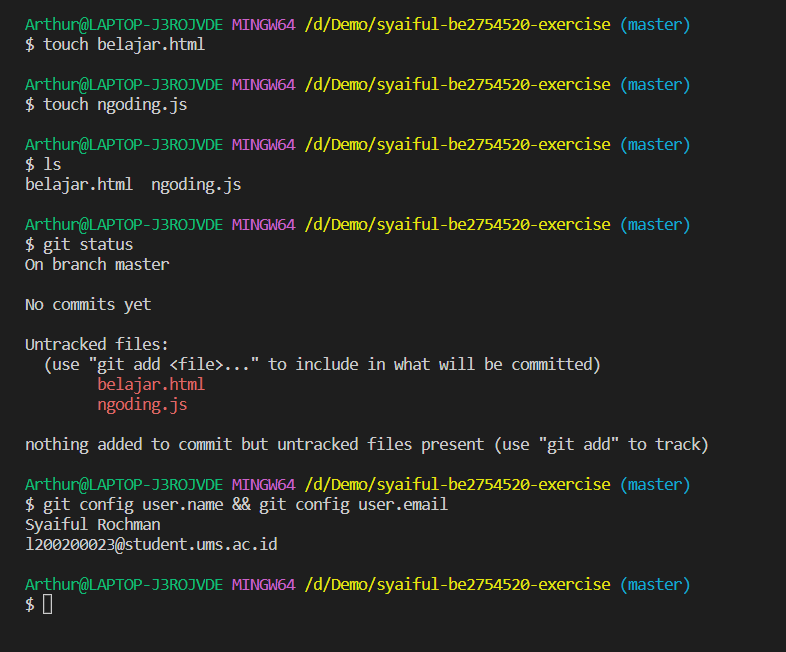 Arthur@LAPTOP-J3ROJVDE MINGW64 /d/Demo/syaiful-be2754520-exercise (master)
$ touch belajar.html
Arthur@LAPTOP-J3ROJVDE MINGW64 /d/Demo/syaiful-be2754520-exercise (master)
$ touch ngoding.js
Arthur@LAPTOP-J3ROJVDE MINGW64 /d/Demo/syaiful-be2754520-exercise (master)
$ ls
belajar.html  ngoding.js
Arthur@LAPTOP-J3ROJVDE MINGW64 /d/Demo/syaiful-be2754520-exercise (master)
$ git status
On branch master
No commits yet
Untracked files:
  (use "git add <file>..." to include in what will be committed)
        belajar.html
        ngoding.js
nothing added to commit but untracked files present (use "git add" to track)
Arthur@LAPTOP-J3ROJVDE MINGW64 /d/Demo/syaiful-be2754520-exercise (master)
$ git config user.name && git config user.email
Syaiful Rochman
l200200023@student.ums.ac.id
Arthur@LAPTOP-J3ROJVDE MINGW64 /d/Demo/syaiful-be2754520-exercise (master)
$